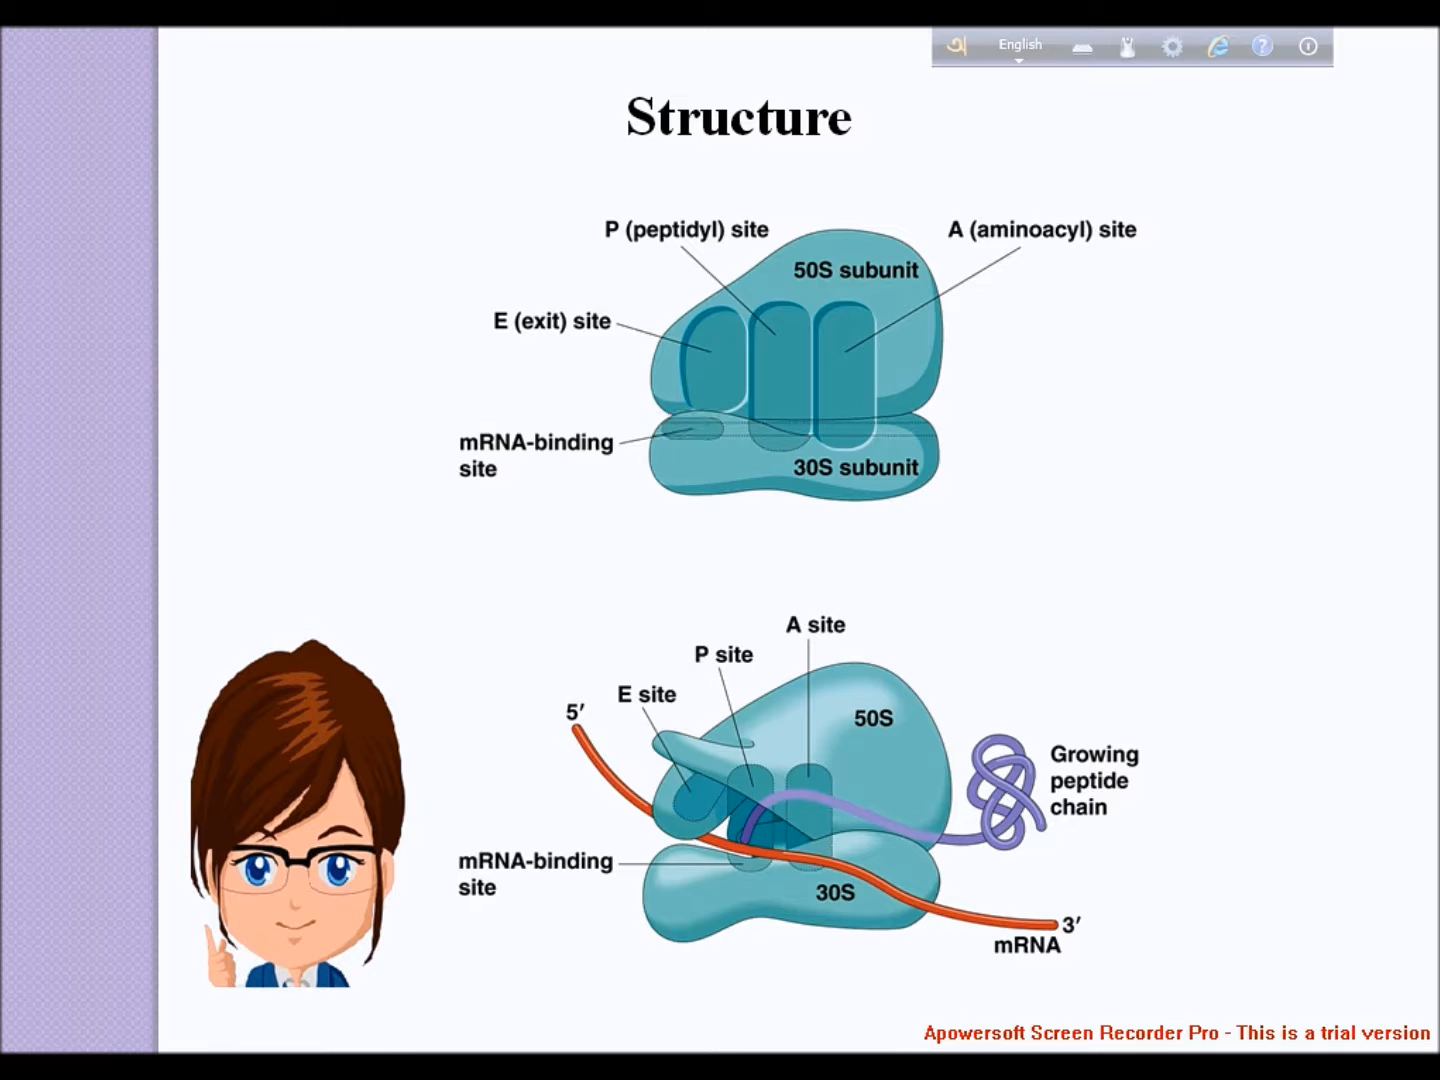 অ English
Structure
P (peptidyl) site
A (aminoacyl) site
50S subunit
E (exit) site
mRNA-binding
site
30S subunit
A site
P site
E site
5′
50S
Growing
peptide
chain
mRNA-binding
site
30S
3′
mRNA
Apowersoft Screen Recorder Pro - This is a trial version